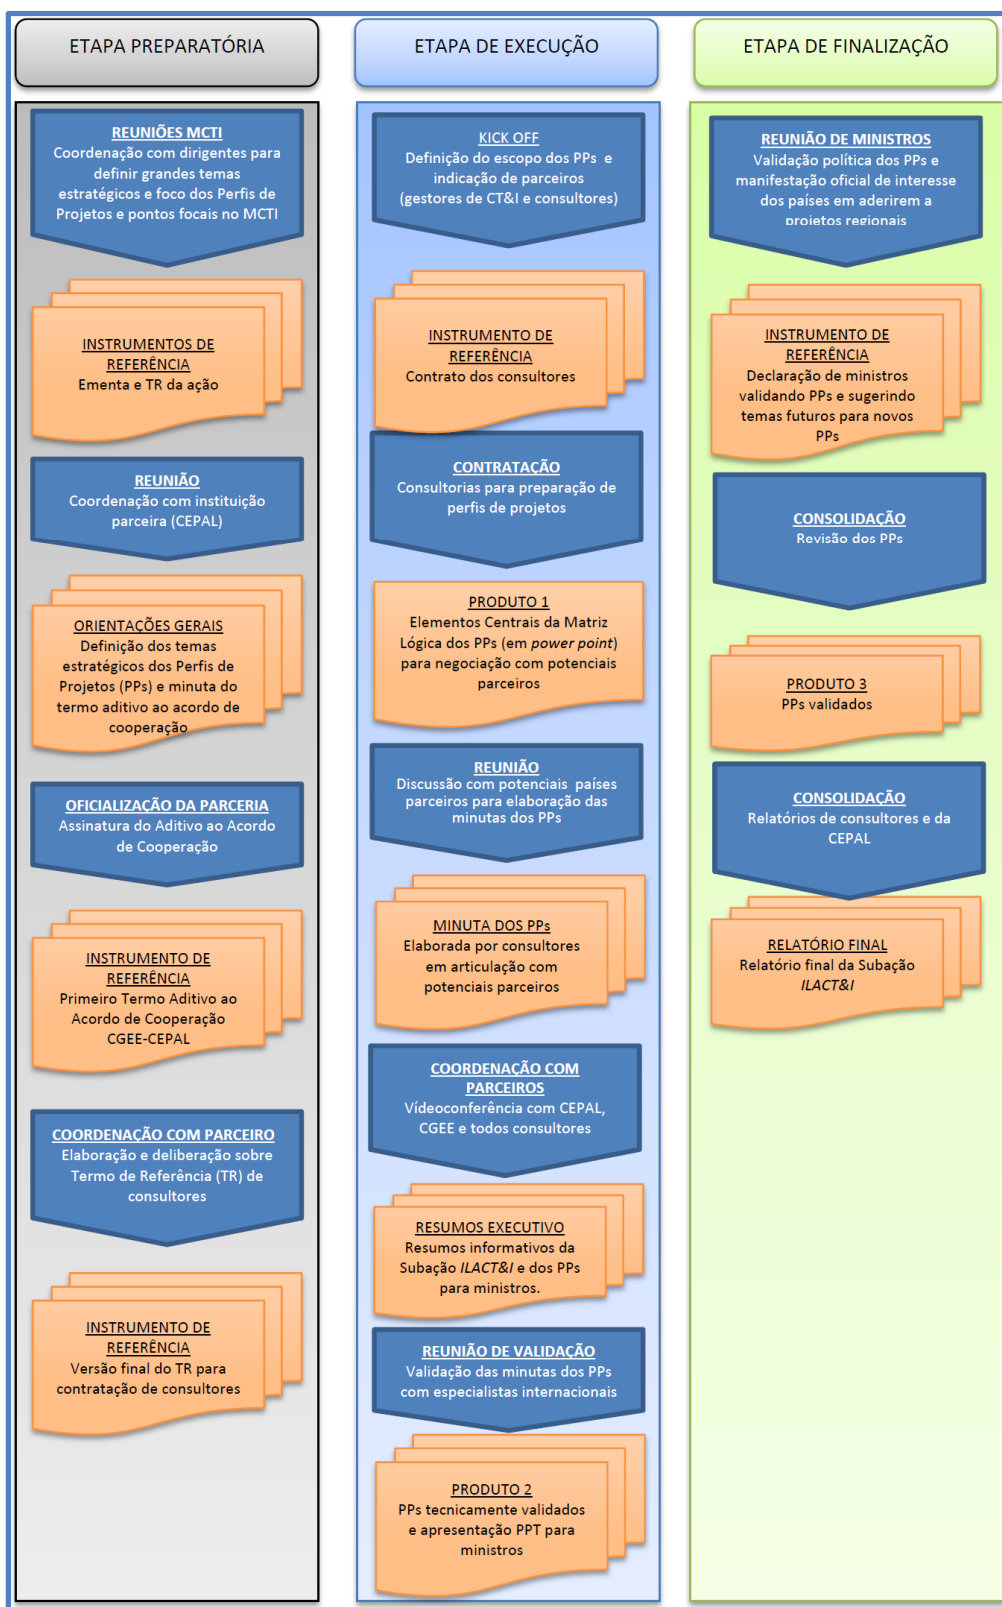 ETAPA PREPARATÓRIA
REUNIÕES MCTI
Coordenação com dirigentes para
definir grandes temas
estratégicos e foco dos Perfis de
Projetos e pontos focais no MCTI
INSTRUMENTOS DE
REFERÊNCIA
Ementa e TR da ação
REUNIÃO
Coordenação com instituição
parceira (CEPAL)
ORIENTAÇÕES GERAIS
Definição dos temas
estratégicos dos Perfis de
Projetos (PPs) e minuta do
termo aditivo ao acordo de
cooperação
OFICIALIZAÇÃO DA PARCERIA
Assinatura do Aditivo ao Acordo
de Cooperação
INSTRUMENTO DE
REFERÊNCIA
Primeiro Termo Aditivo ao
Acordo de Cooperação
CGEE-CEPAL
COORDENAÇÃO COM PARCEIRO
Elaboração e deliberação sobre
Termo de Referência (TR) de
consultores
INSTRUMENTO DE
REFERÊNCIA
Versão final do TR para
contratação de consultores
ETAPA DE EXECUÇÃO
KICK OFF
Definição do escopo dos PPs e
indicação de parceiros
(gestores de CT&I e consultores)
INSTRUMENTO DE
REFERÊNCIA
Contrato dos consultores
CONTRATAÇÃO
Consultorias para preparação de
perfis de projetos
PRODUTO 1
Elementos Centrais da Matriz
Lógica dos PPs (em power point)
para negociação com potenciais
parceiros
REUNIÃO
Discussão com potenciais países
parceiros para elaboração das
minutas dos PPs
MINUTA DOS PPs
Elaborada por consultores
em articulação com
potenciais parceiros
COORDENAÇÃO COM
PARCEIROS
Vídeoconferência com CEPAL,
CGEE e todos consultores
RESUMOS EXECUTIVO
Resumos informativos da
Subação ILACT&I e dos PPs
para ministros.
REUNIÃO DE VALIDAÇÃO
Validação das minutas dos PPs
com especialistas internacionais
PRODUTO 2
PPs tecnicamente validados
e apresentação PPT para
ministros
ETAPA DE FINALIZAÇÃO
REUNIÃO DE MINISTROS
Validação política dos PPs e
manifestação oficial de interesse
dos países em aderirem a
projetos regionais
INSTRUMENTO DE
REFERÊNCIA
Declaração de ministros
validando PPs e sugerindo
temas futuros para novos
PPs
CONSOLIDAÇÃO
Revisão dos PPs
PRODUTO 3
PPs validados
CONSOLIDAÇÃO
Relatórios de consultores e da
CEPAL
RELATÓRIO FINAL
Relatório final da Subação
ILACT&I